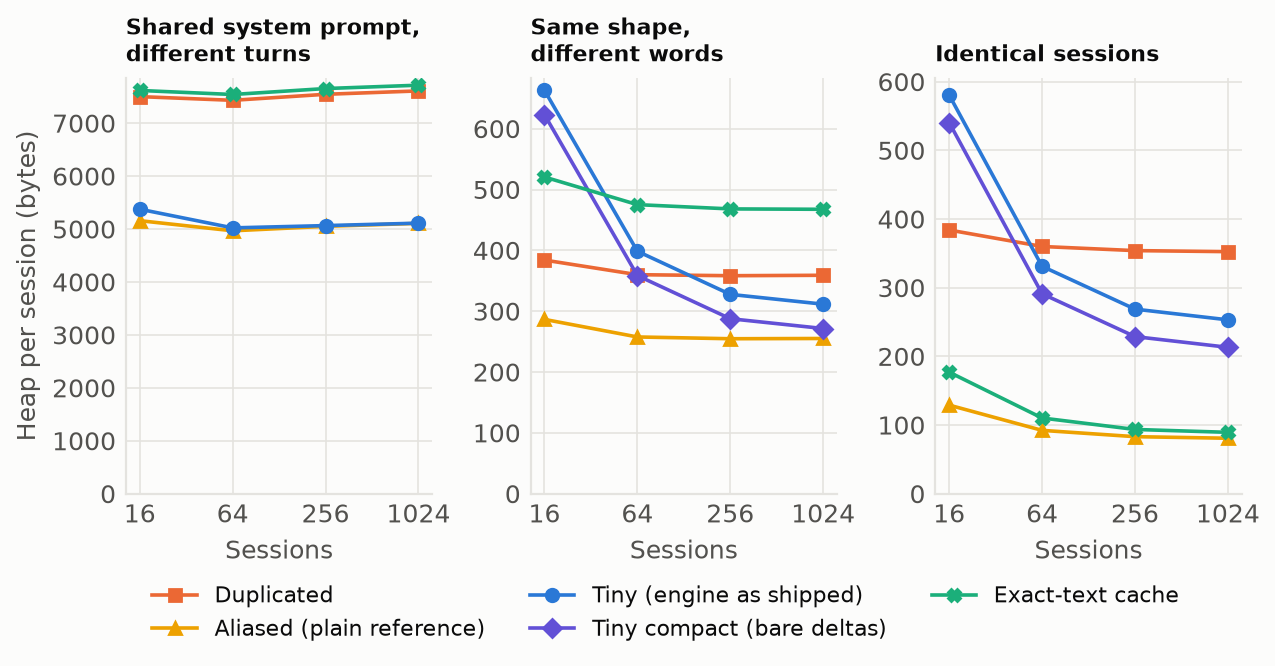 Shared system prompt,
different turns
Same shape,
different words
Identical sessions
Heap per session (bytes)
7000
6000
5000
4000
3000
2000
1000
0
16 64 256 1024
Sessions
600
500
400
300
200
100
0
16 64 256 1024
Sessions
600
500
400
300
200
100
0
16 64 256 1024
Sessions
Duplicated
Aliased (plain reference)
Tiny (engine as shipped)
Tiny compact (bare deltas)
Exact-text cache